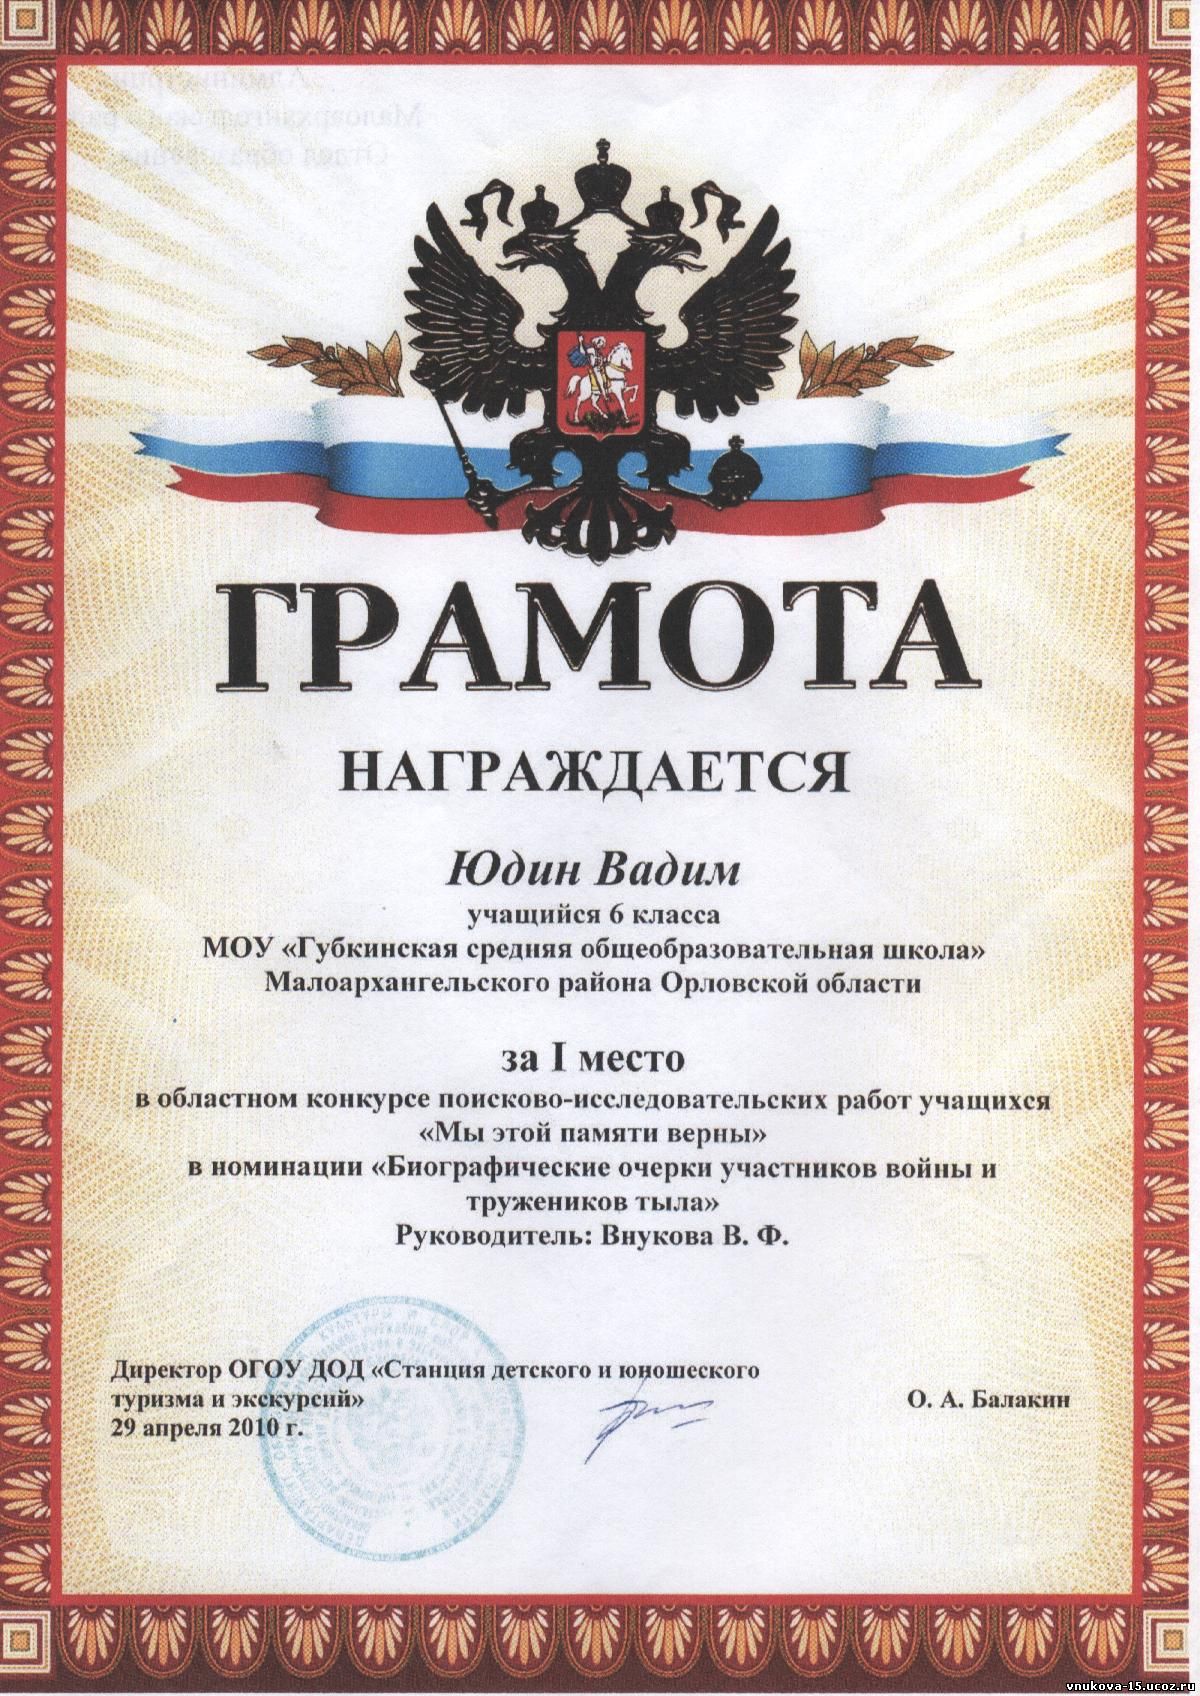 ГРАМОТА
НАГРАЖДАЕТСЯ
Юдин Вадим
учащийся 6 класса
МОУ «Губкинская средняя общеобразовательная школа»
Малоархангельского района Орловской области
за I место
в областном конкурсе поисково-исследовательских работ учащихся
«Мы этой памяти верны»
в номинации «Биографические очерки участников войны и
тружеников тыла»
Руководитель: Внукова В. Ф.
Директор ОГОУ ДОД «Станция детского и юношеского
туризма и экскурсий»
О. А. Балакин
29 апреля 2010 г.
vnukova-15.ucoz.ru